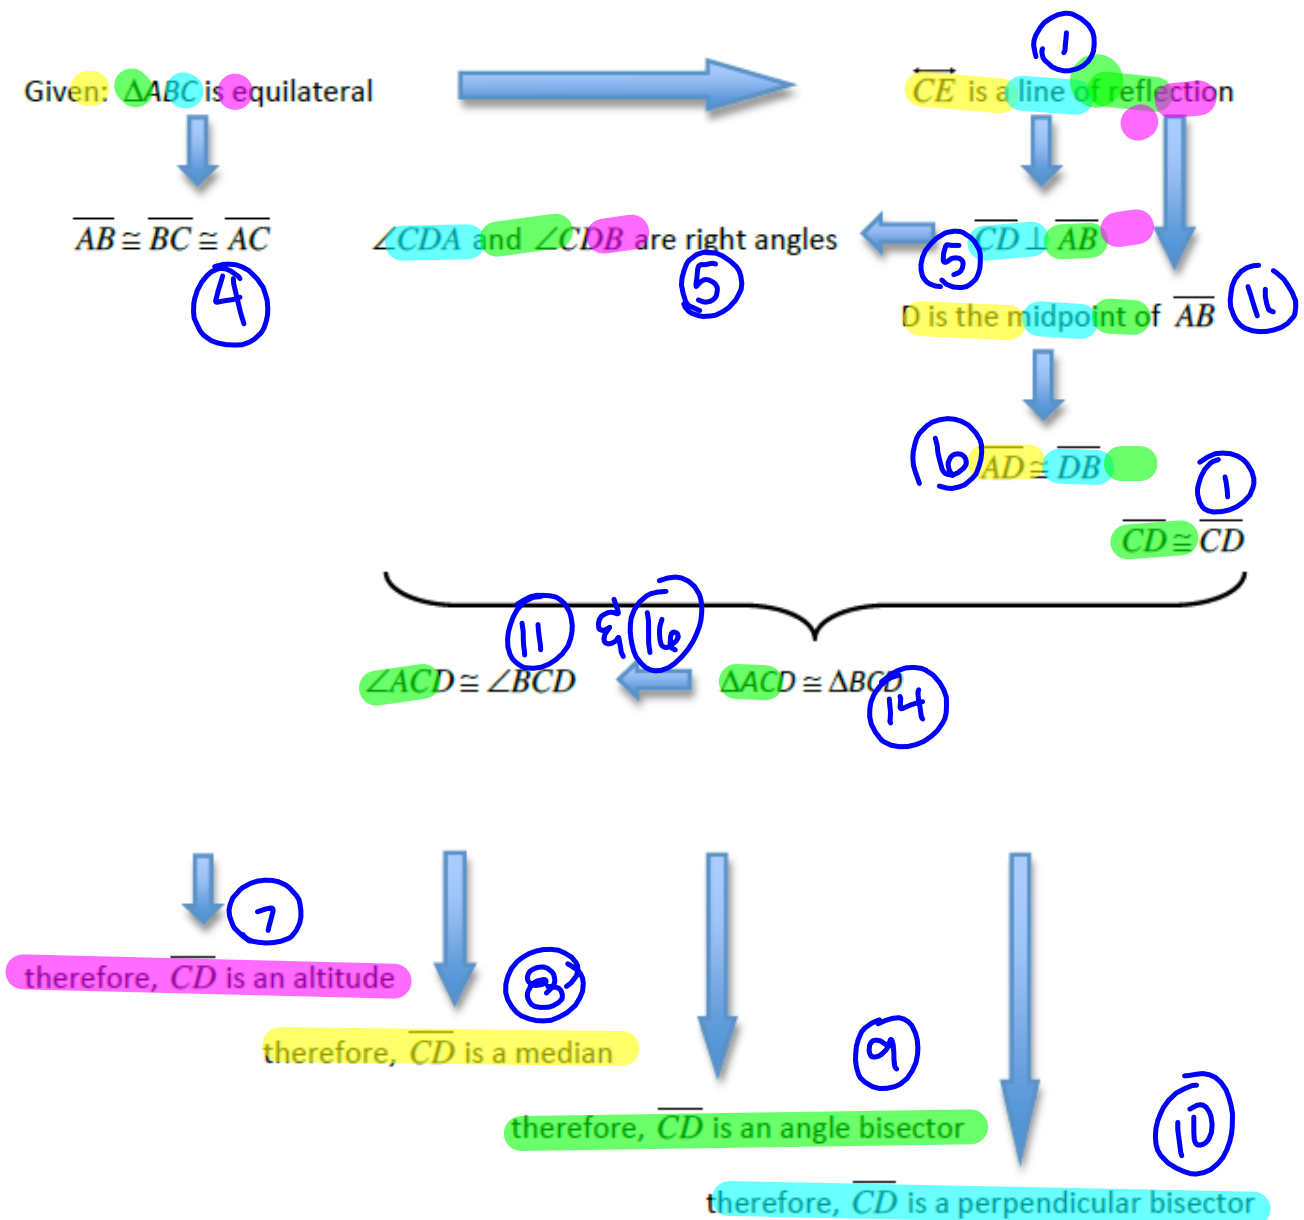 1
Given: ΔABC is equilateral
CE is a line of reflection
AB ≅ BC ≅ AC
∠CDA and ∠CDB are right angles
CD ⊥ AB
4
5
5
D is the midpoint of AB
11
6
AD ≅ DB
1
CD ≅ CD
11 & 16
∠ACD ≅ ∠BCD
ΔACD ≅ ΔBCD
14
7
therefore, CD is an altitude
8
therefore, CD is a median
9
therefore, CD is an angle bisector
10
therefore, CD is a perpendicular bisector